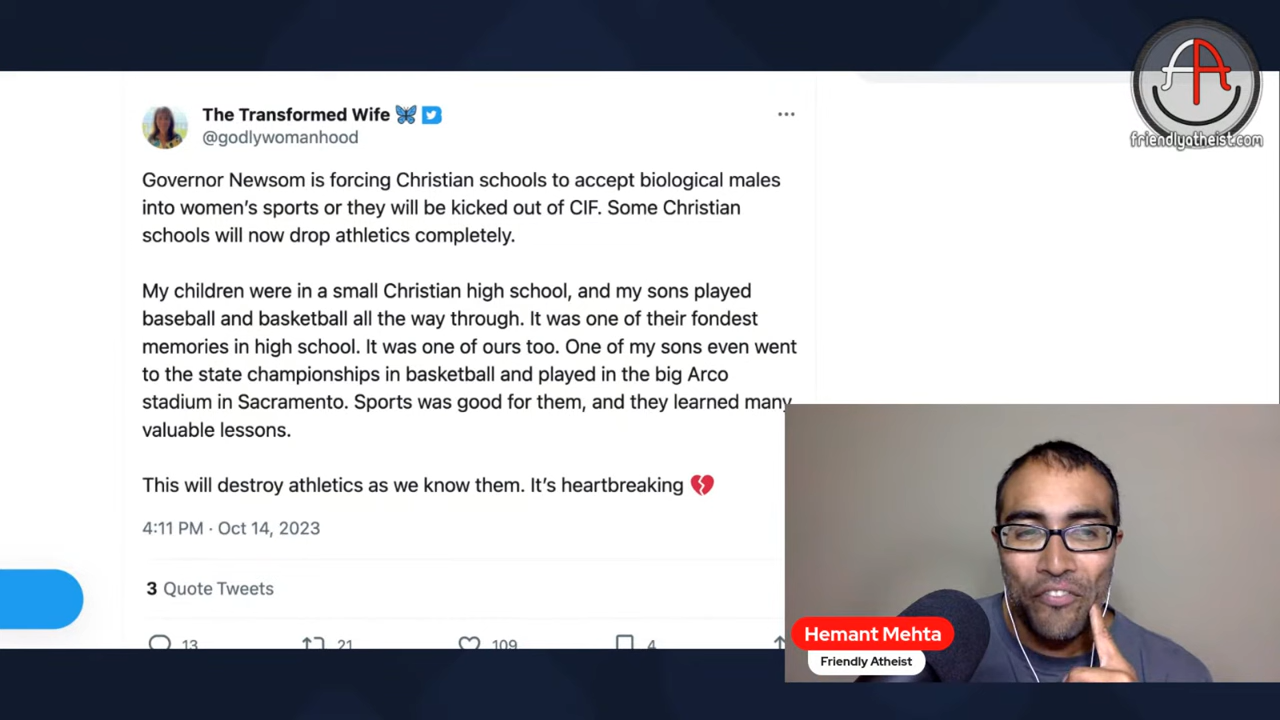 The Transformed Wife
@godlywomanhood
Governor Newsom is forcing Christian schools to accept biological males
into women's sports or they will be kicked out of CIF. Some Christian
schools will now drop athletics completely.
My children were in a small Christian high school, and my sons played
baseball and basketball all the way through. It was one of their fondest
memories in high school. It was one of ours too. One of my sons even went
to the state championships in basketball and played in the big Arco
stadium in Sacramento. Sports was good for them, and they learned many
valuable lessons.
This will destroy athletics as we know them. It's heartbreaking 💔
4:11 PM · Oct 14, 2023
3 Quote Tweets
13 21 109 4
friendlyatheist.com
Hemant Mehta
Friendly Atheist